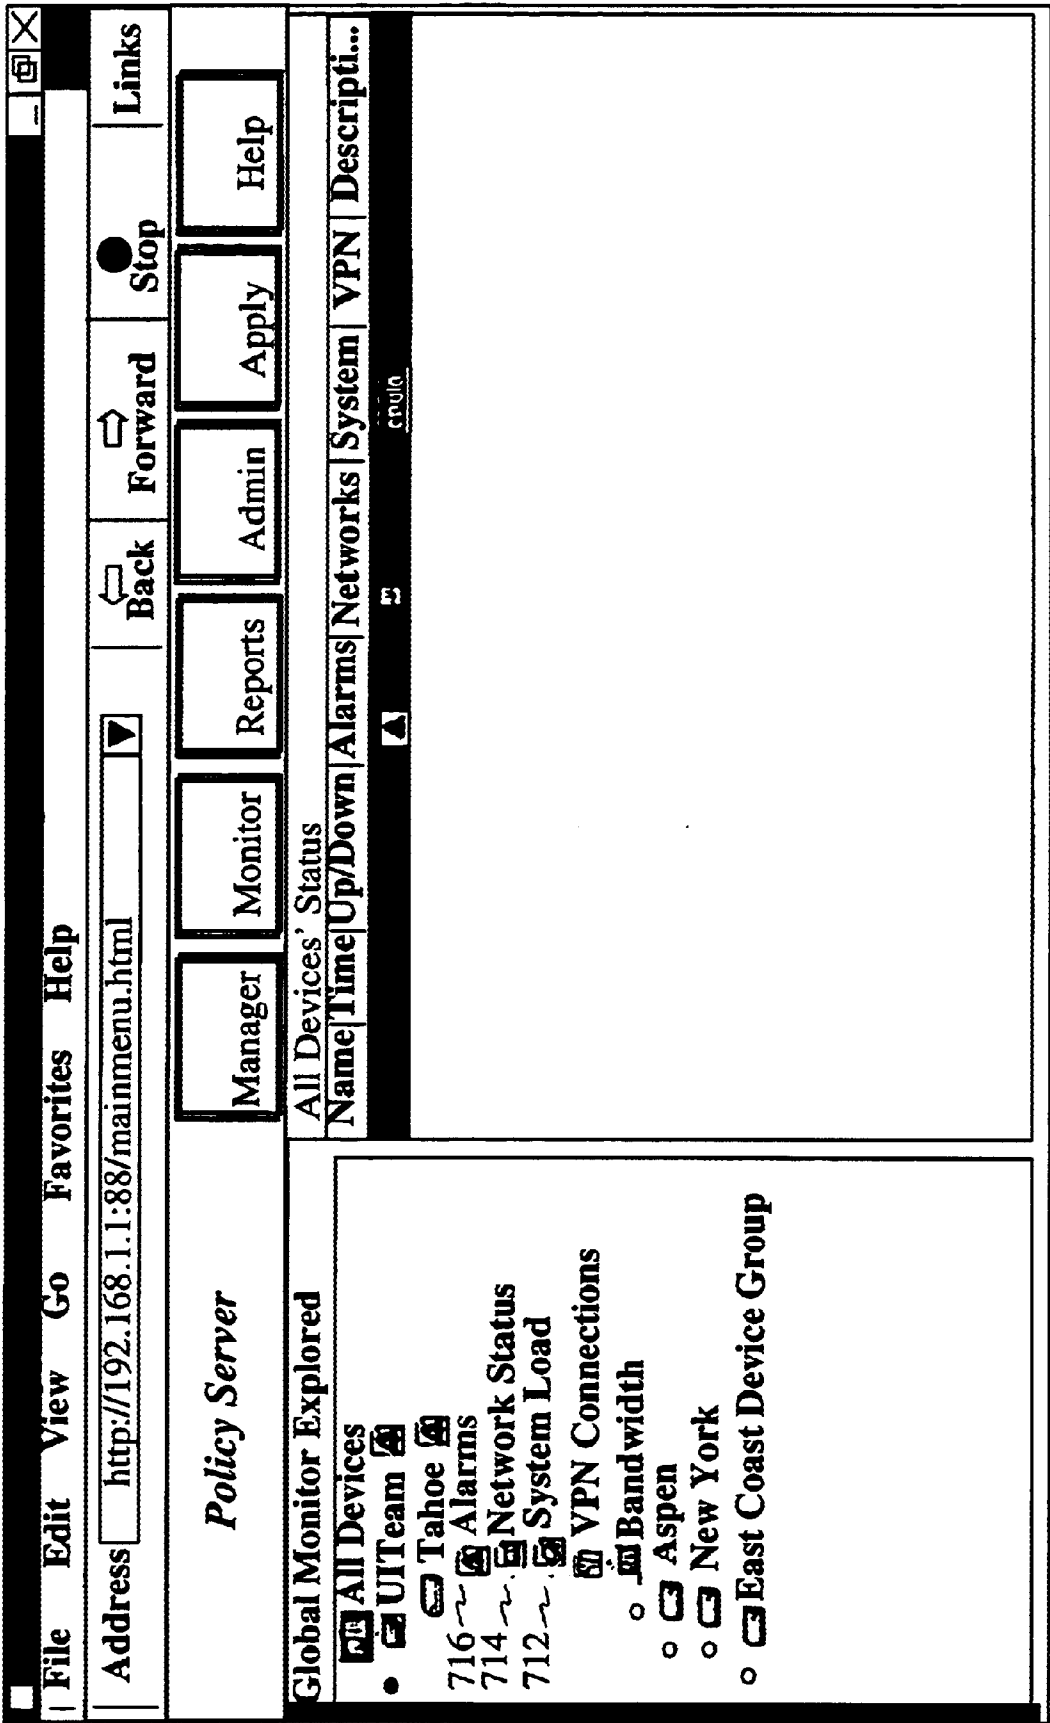 File Edit View Go Favorites Help
Address http://192.168.1.1:88/mainmenu.html Back Forward Stop Links
Policy Server Manager Monitor Reports Admin Apply Help
Global Monitor Explored
All Devices
UITeam
Tahoe
716 Alarms
714 Network Status
712 System Load
VPN Connections
Bandwidth
Aspen
New York
East Coast Device Group
All Devices' Status
Name Time Up/Down Alarms Networks System VPN Descripti...